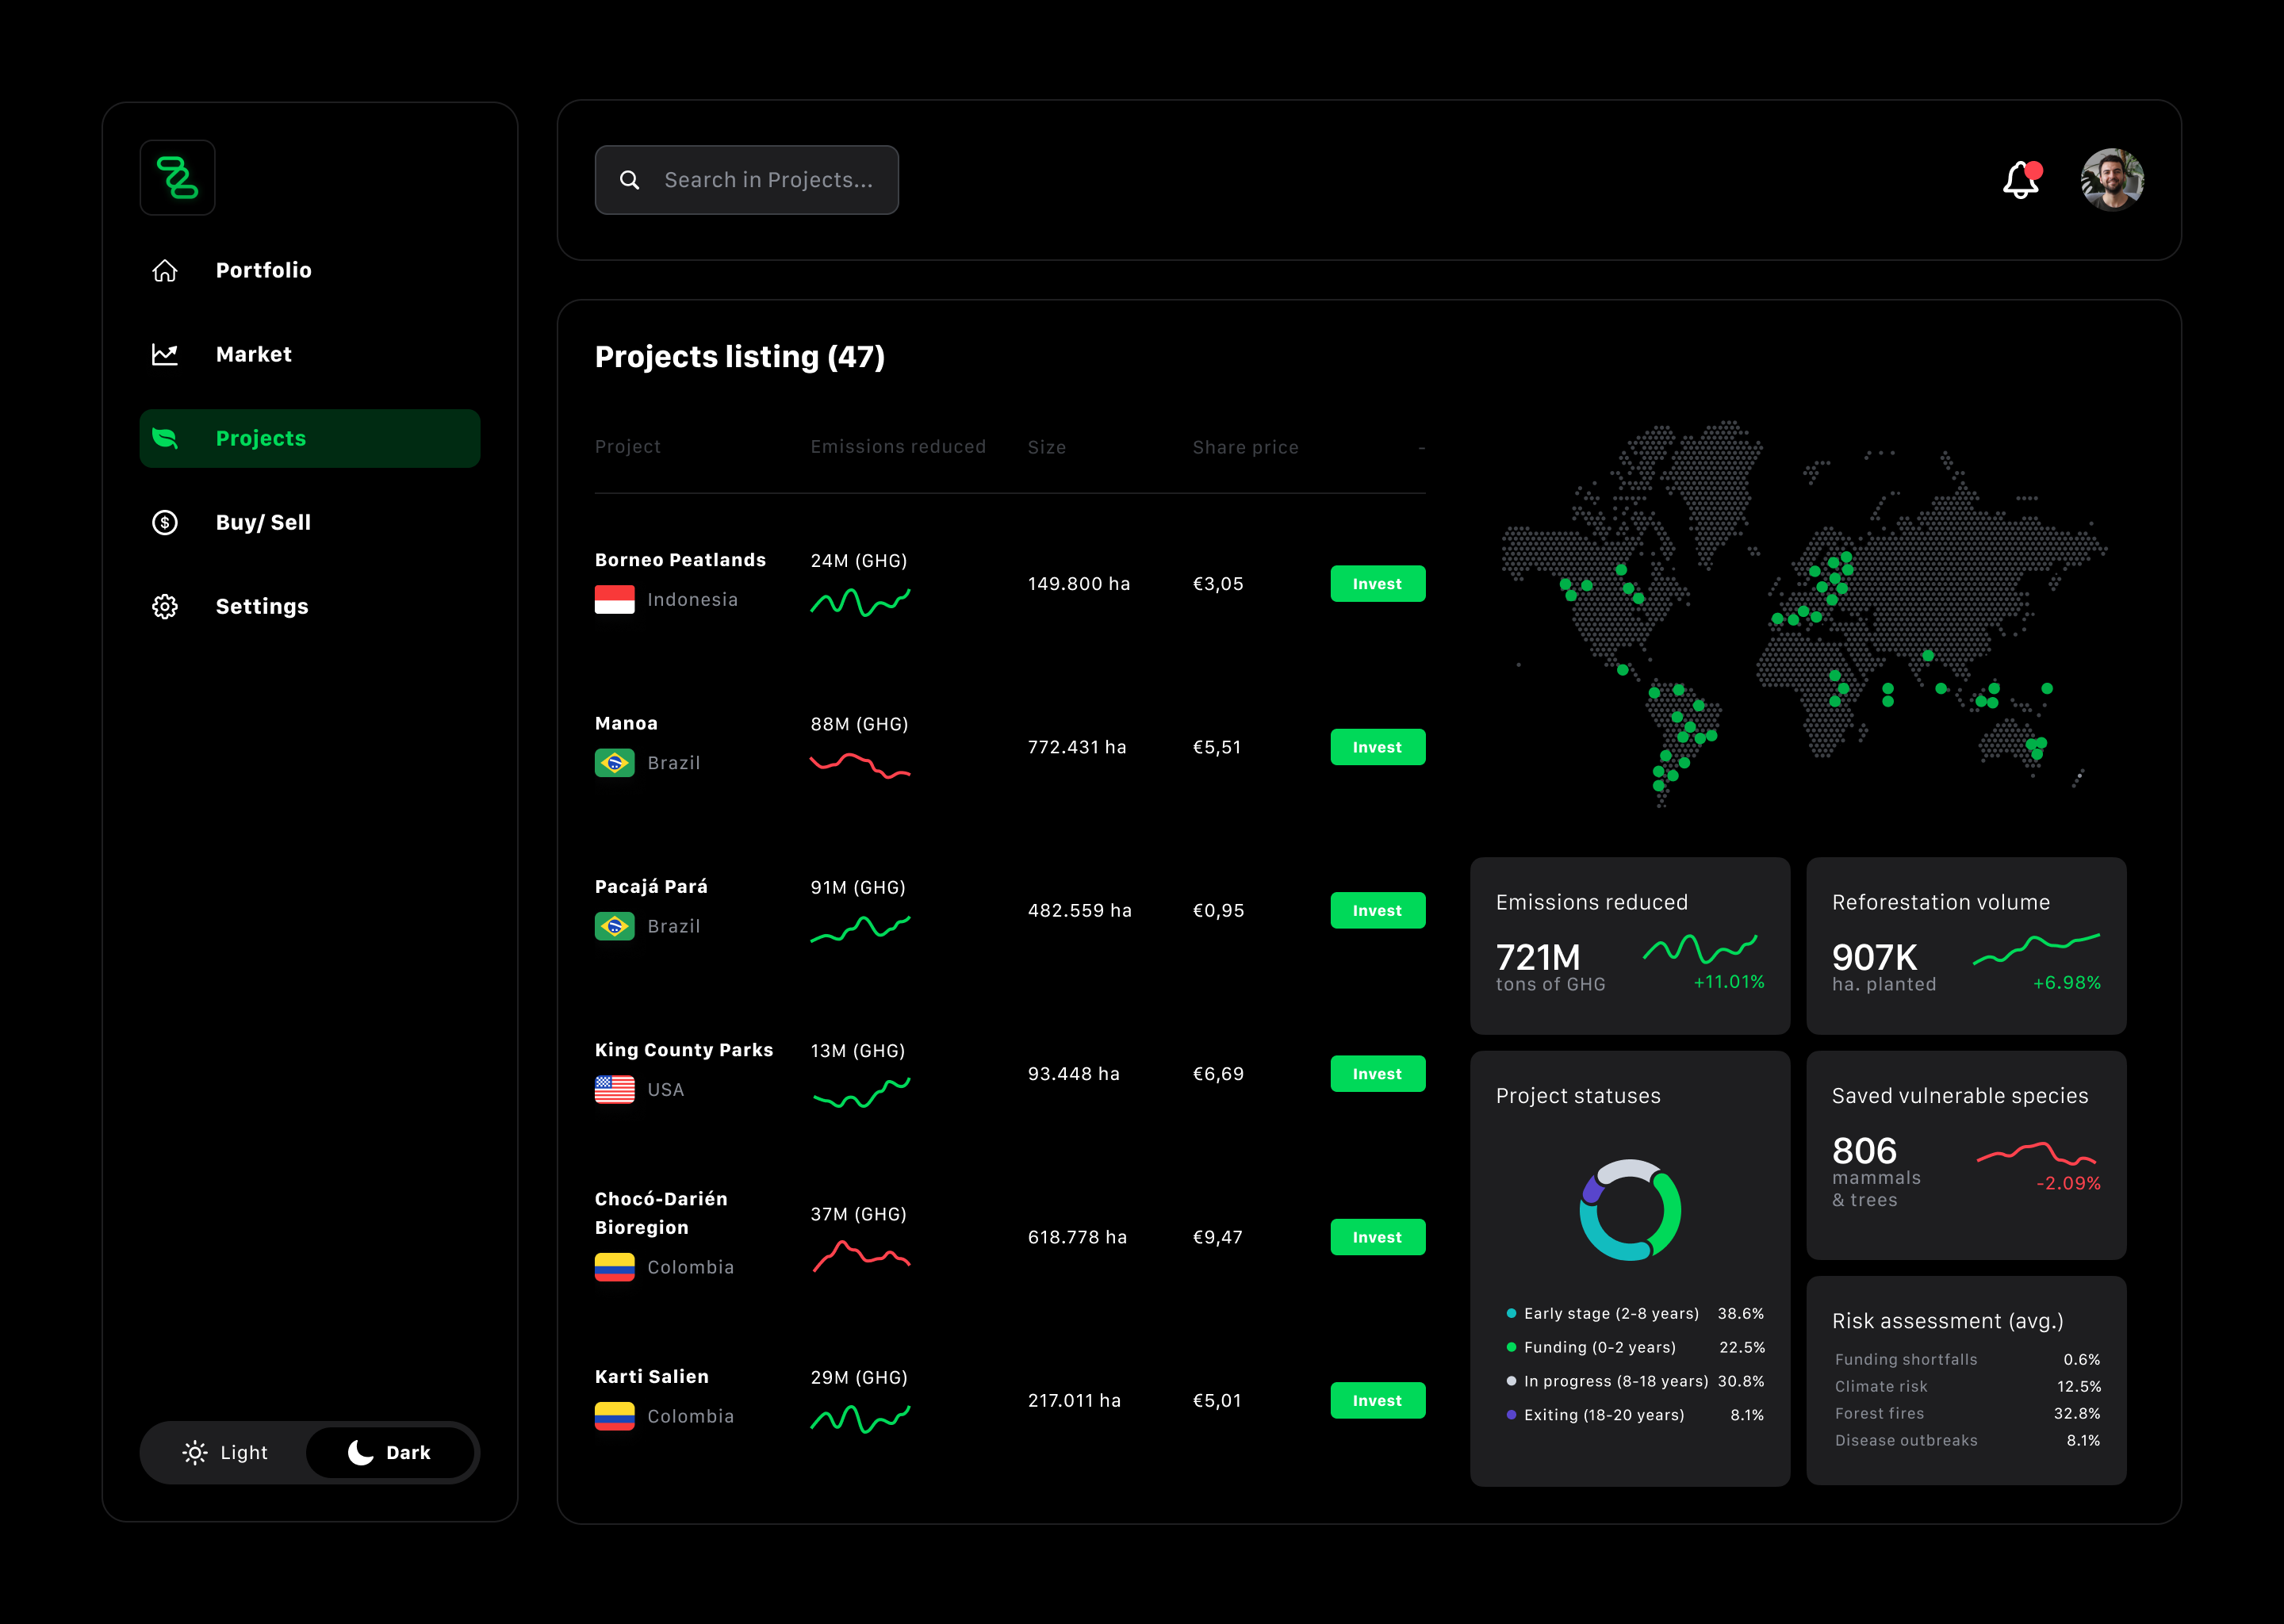 Portfolio
Market
Projects
Buy/ Sell
Settings
Light
Dark
Search in Projects...
Projects listing (47)
Project Emissions reduced Size Share price -
Borneo Peatlands 24M (GHG)
Indonesia 149.800 ha €3,05 Invest
Manoa 88M (GHG)
Brazil 772.431 ha €5,51 Invest
Pacajá Pará 91M (GHG)
Brazil 482.559 ha €0,95 Invest
King County Parks 13M (GHG)
USA 93.448 ha €6,69 Invest
Chocó-Darién
Bioregion 37M (GHG)
Colombia 618.778 ha €9,47 Invest
Karti Salien 29M (GHG)
Colombia 217.011 ha €5,01 Invest
Emissions reduced
721M
tons of GHG +11.01%
Reforestation volume
907K
ha. planted +6.98%
Project statuses
Early stage (2-8 years) 38.6%
Funding (0-2 years) 22.5%
In progress (8-18 years) 30.8%
Exiting (18-20 years) 8.1%
Saved vulnerable species
806
mammals
& trees
-2.09%
Risk assessment (avg.)
Funding shortfalls 0.6%
Climate risk 12.5%
Forest fires 32.8%
Disease outbreaks 8.1%